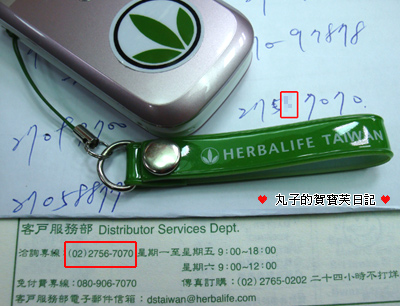 275 7070
HERBALIFE TAIWAN
♥ 丸子的賀寶芙日記 ♥
客戶服務部 Distributor Services Dept.
洽詢專線：(02)2756-7070 星期一至星期五 9:00~18:00
星期六 9:00~12:00
免付費專線：080-906-7070 傳真訂購：(02)2765-0202 二十四小時不打烊
客戶服務部電子郵件信箱：dstaiwan@herbalife.com